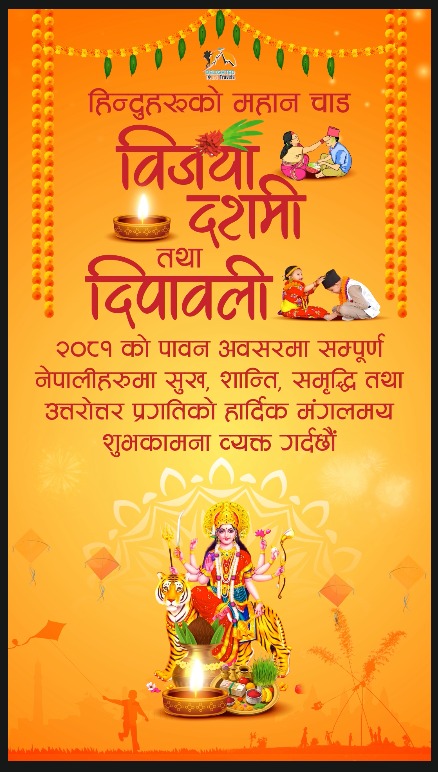 हिन्दुहरुको महान चाड
विजया
दशमी
तथा
दिपावली
२०८१ को पावन अवसरमा सम्पूर्ण
नेपालीहरुमा सुख, शान्ति, समृद्धि तथा
उत्तरोत्तर प्रगतिको हार्दिक मंगलमय
शुभकामना व्यक्त गर्दछौं